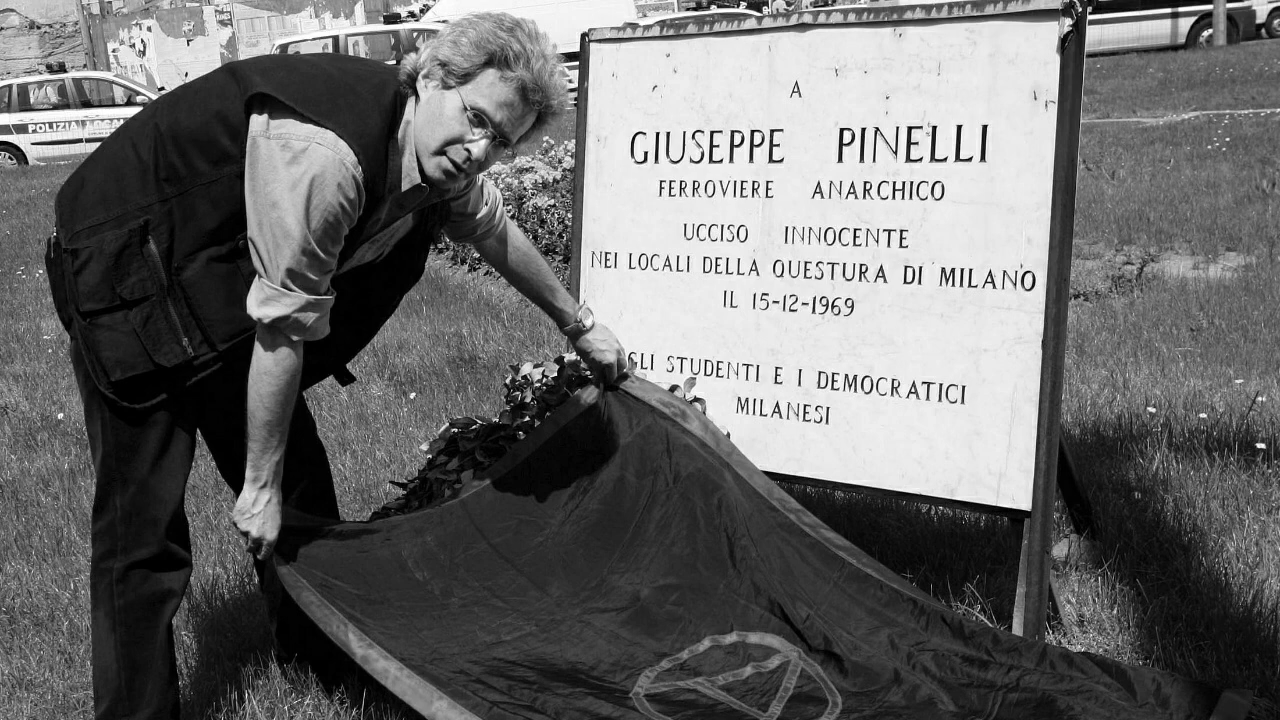 POLIZIA LOCALE
A
GIUSEPPE PINELLI
FERROVIERE ANARCHICO
UCCISO INNOCENTE
NEI LOCALI DELLA QUESTURA DI MILANO
IL 15-12-1969
GLI STUDENTI E I DEMOCRATICI
MILANESI